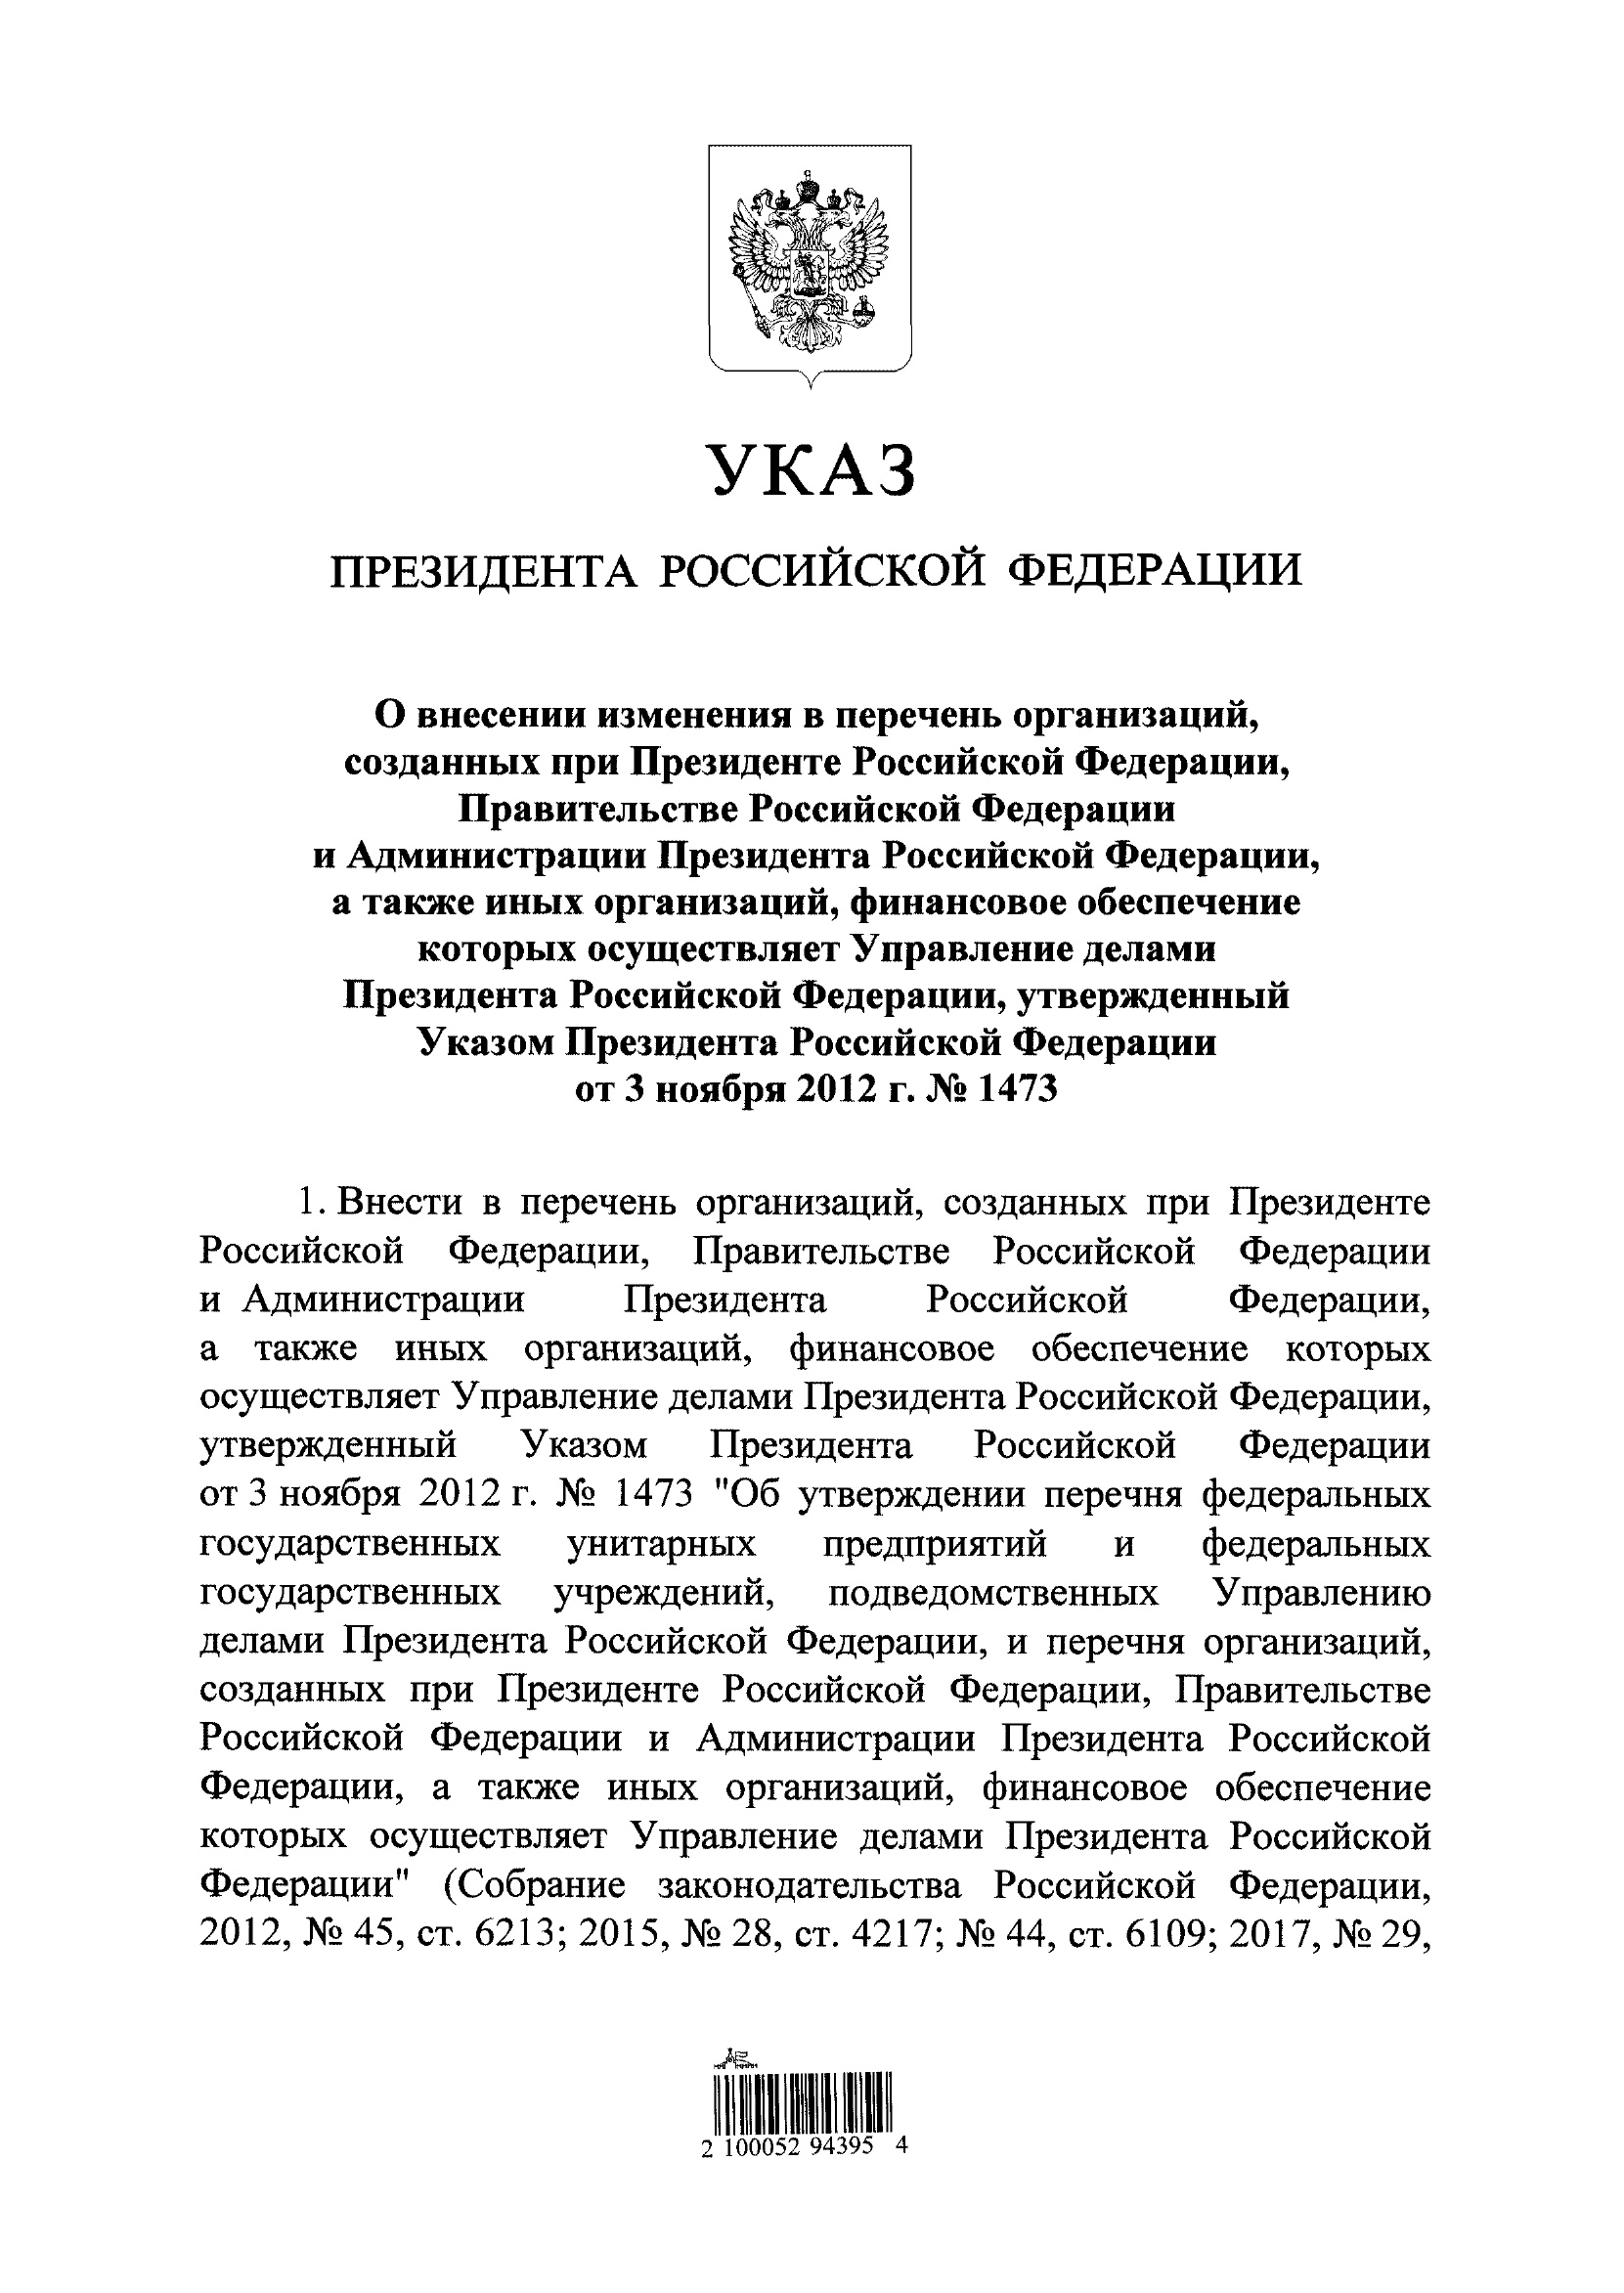 УКАЗ
ПРЕЗИДЕНТА РОССИЙСКОЙ ФЕДЕРАЦИИ
О внесении изменения в перечень организаций,
созданных при Президенте Российской Федерации,
Правительстве Российской Федерации
и Администрации Президента Российской Федерации,
а также иных организаций, финансовое обеспечение
которых осуществляет Управление делами
Президента Российской Федерации, утвержденный
Указом Президента Российской Федерации
от 3 ноября 2012 г. № 1473
1. Внести в перечень организаций, созданных при Президенте
Российской Федерации, Правительстве Российской Федерации
и Администрации Президента Российской Федерации,
а также иных организаций, финансовое обеспечение которых
осуществляет Управление делами Президента Российской Федерации,
утвержденный Указом Президента Российской Федерации
от 3 ноября 2012 г. № 1473 "Об утверждении перечня федеральных
государственных унитарных предприятий и федеральных
государственных учреждений, подведомственных Управлению
делами Президента Российской Федерации, и перечня организаций,
созданных при Президенте Российской Федерации, Правительстве
Российской Федерации и Администрации Президента Российской
Федерации, а также иных организаций, финансовое обеспечение
которых осуществляет Управление делами Президента Российской
Федерации" (Собрание законодательства Российской Федерации,
2012, № 45, ст. 6213; 2015, № 28, ст. 4217; № 44, ст. 6109; 2017, № 29,
2 100052 94395 4